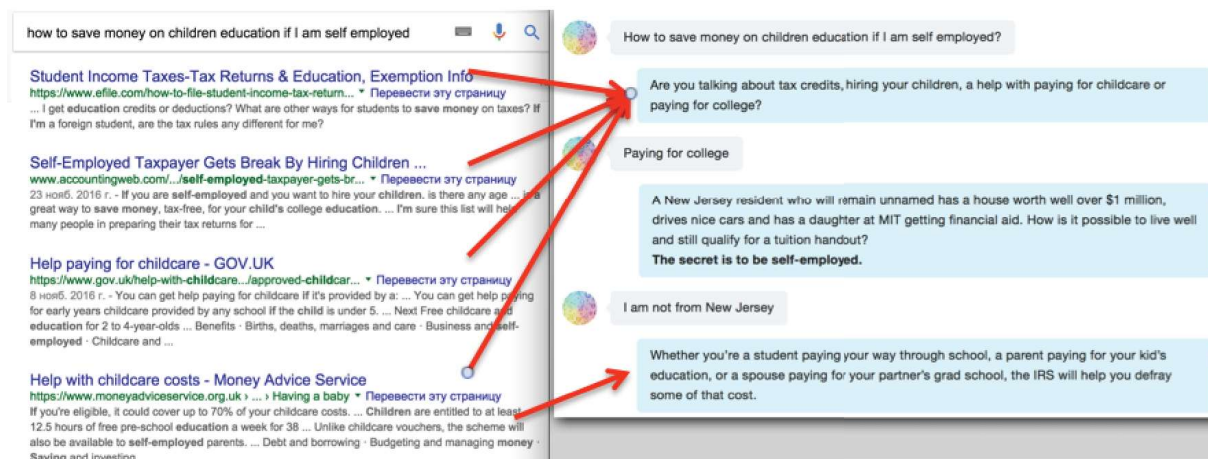 how to save money on children education if I am self employed
Student Income Taxes-Tax Returns & Education, Exemption Info
https://www.efile.com/how-to-file-student-income-tax-return... ▾ Перевести эту страницу
... I get education credits or deductions? What are other ways for students to save money on taxes? If
I'm a foreign student, are the tax rules any different for me?
Self-Employed Taxpayer Gets Break By Hiring Children ...
www.accountingweb.com/.../self-employed-taxpayer-gets-br... ▾ Перевести эту страницу
23 нояб. 2016 г. - If you are self-employed and you want to hire your children. is there any age ... is a
great way to save money, tax-free, for your child's college education. ... I'm sure this list will help
many people in preparing their tax returns for ...
Help paying for childcare - GOV.UK
https://www.gov.uk/help-with-childcare.../approved-childcar... ▾ Перевести эту страницу
8 нояб. 2016 г. - You can get help paying for childcare if it's provided by a: ... You can get help paying
for early years childcare provided by any school if the child is under 5. ... Next Free childcare and
education for 2 to 4-year-olds ... Benefits · Births, deaths, marriages and care · Business and self-
employed · Childcare and ...
Help with childcare costs - Money Advice Service
https://www.moneyadviceservice.org.uk › ... › Having a baby ▾ Перевести эту страницу
If you're eligible, it could cover up to 70% of your childcare costs. ... Children are entitled to at least
12.5 hours of free pre-school education a week for 38 ... Unlike childcare vouchers, the scheme will
also be available to self-employed parents. ... Debt and borrowing · Budgeting and managing money ·
Saving and investing
How to save money on children education if I am self employed?
Are you talking about tax credits, hiring your children, a help with paying for childcare or
paying for college?
Paying for college
A New Jersey resident who will remain unnamed has a house worth well over $1 million,
drives nice cars and has a daughter at MIT getting financial aid. How is it possible to live well
and still qualify for a tuition handout?
The secret is to be self-employed.
I am not from New Jersey
Whether you're a student paying your way through school, a parent paying for your kid's
education, or a spouse paying for your partner's grad school, the IRS will help you defray
some of that cost.